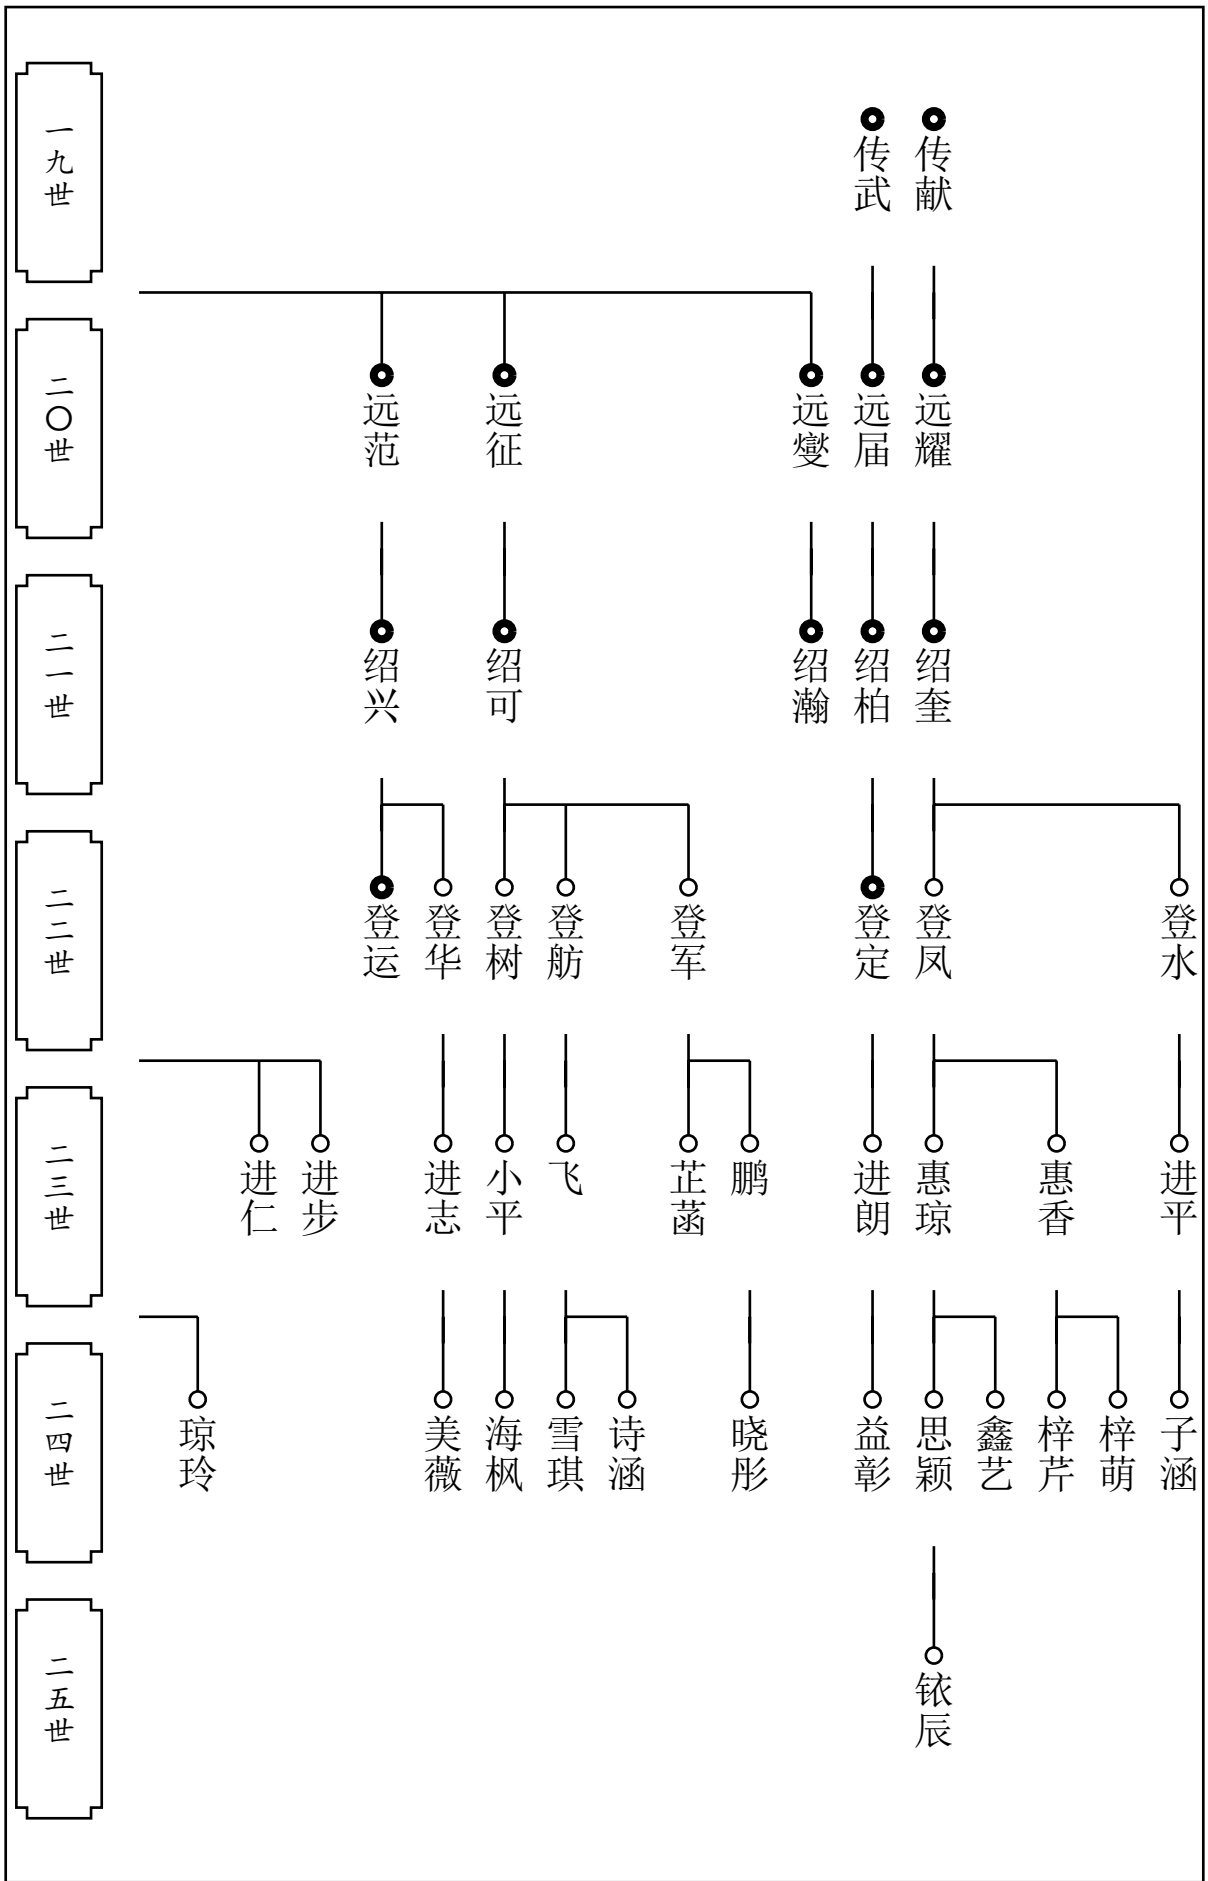 一九世
传献
传武
二〇世
远耀
远届
远燮
远征
远范
二一世
绍奎
绍柏
绍瀚
绍可
绍兴
二二世
登水
登凤
登定
登军
登舫
登树
登华
登运
二三世
进平
惠香
惠琼
进朗
鹏
芷菡
飞
小平
进志
进步
进仁
二四世
子涵
梓萌
梓芹
鑫艺
思颖
益彰
晓彤
诗涵
雪琪
海枫
美薇
琼玲
二五世
铱辰